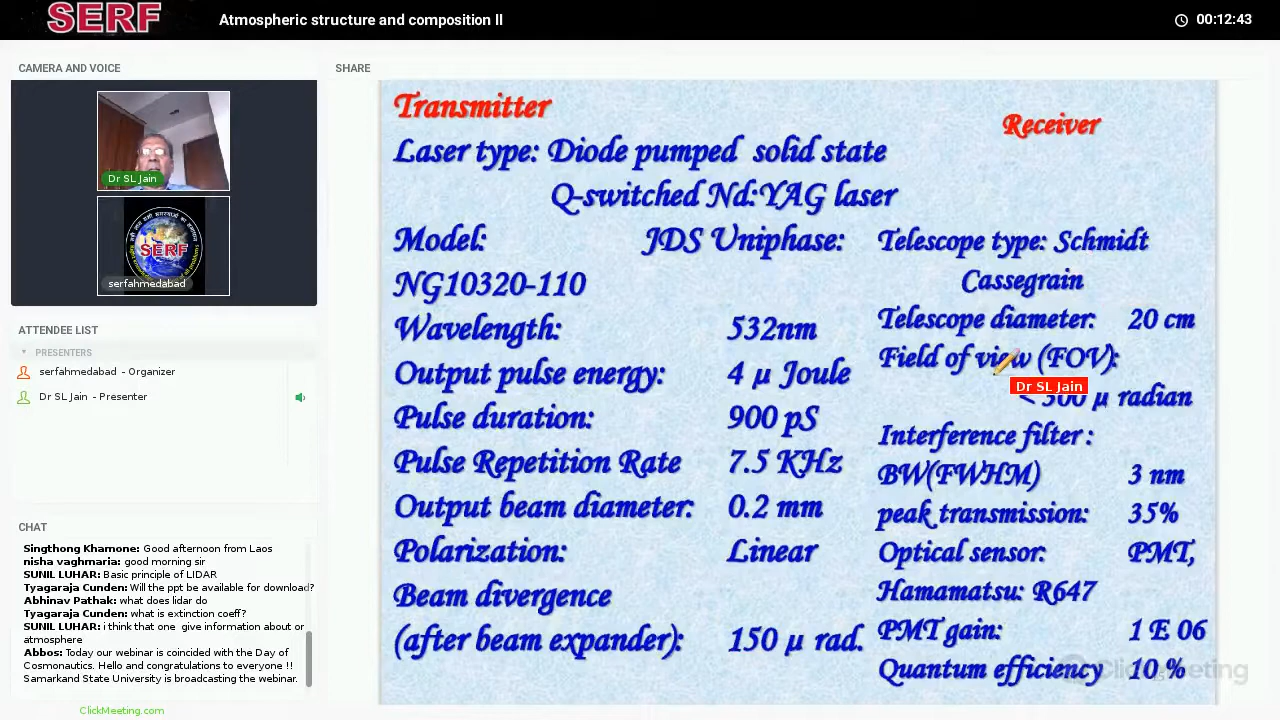 SERF
Atmospheric structure and composition II
00:12:43
CAMERA AND VOICE
SHARE
Dr SL Jain
SERF
serfahmedabad
ATTENDEE LIST
PRESENTERS
serfahmedabad - Organizer
Dr SL Jain - Presenter
CHAT
Singthong Khamone: Good afternoon from Laos
nisha vaghmaria: good morning sir
SUNIL LUHAR: Basic principle of LIDAR
Tyagaraja Cunden: Will the ppt be available for download?
Abhinav Pathak: what does lidar do
Tyagaraja Cunden: what is extinction coeff?
SUNIL LUHAR: i think that one give information about or
atmosphere
Abbos: Today our webinar is coincided with the Day of
Cosmonautics. Hello and congratulations to everyone !!
Samarkand State University is broadcasting the webinar.
ClickMeeting.com
Transmitter
Laser type: Diode pumped solid state
Q-switched Nd:YAG laser
Model: JDS Uniphase:
NG10320-110
Wavelength: 532nm
Output pulse energy: 4 µ Joule
Pulse duration: 900 pS
Pulse Repetition Rate 7.5 KHz
Output beam diameter: 0.2 mm
Polarization: Linear
Beam divergence
(after beam expander): 150 µ rad.
Receiver
Telescope type: Schmidt
Cassegrain
Telescope diameter: 20 cm
Field of view (FOV):
Dr SL Jain
< 300 µ radian
Interference filter :
BW(FWHM) 3 nm
peak transmission: 35%
Optical sensor: PMT,
Hamamatsu: R647
PMT gain: 1 E 06
Quantum efficiency 10 %
ClickMeeting